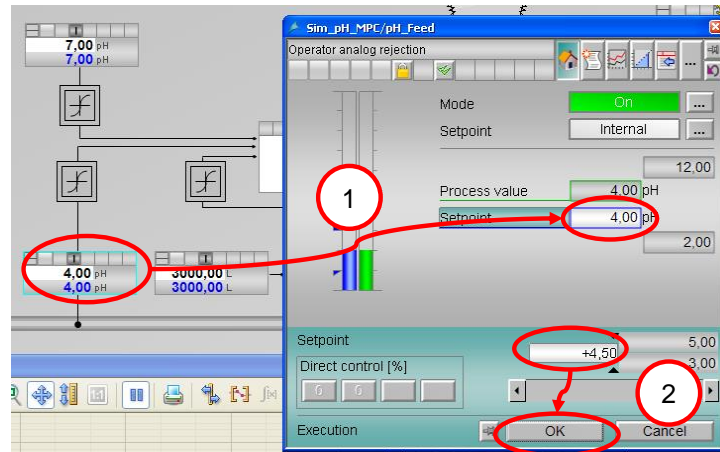 7,00 pH
7,00 pH
I
4,00 pH
4,00 pH
3000,00 L
3000,00 L
Sim_pH_MPC/pH_Feed
Operator analog rejection
...
Mode
On
...
Setpoint
Internal
...
12,00
Process value
4,00 pH
Setpoint
4,00 pH
2,00
1
Setpoint
+4,50
5,00
3,00
Direct control [%]
0 0
2
Execution
OK
Cancel